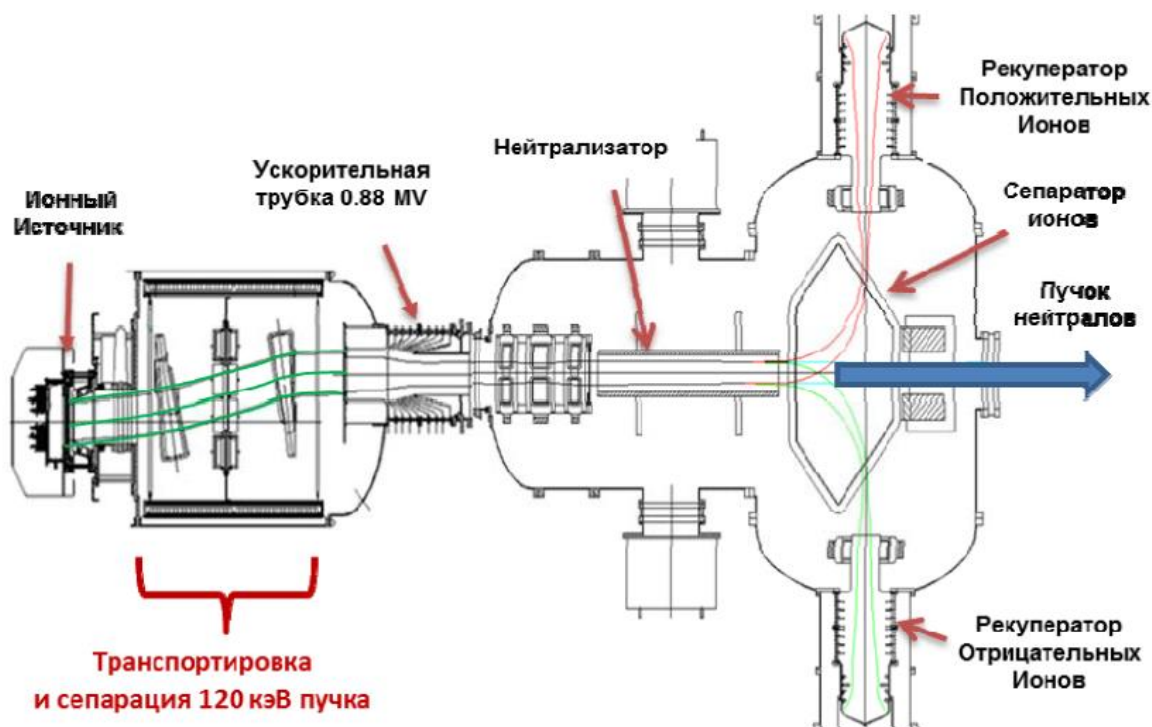 Ионный
Источник
Ускорительная
трубка 0.88 MV
Нейтрализатор
Рекуператор
Положительных
Ионов
Сепаратор
ионов
Пучок
нейтралов
Рекуператор
Отрицательных
Ионов
Транспортировка
и сепарация 120 кэВ пучка